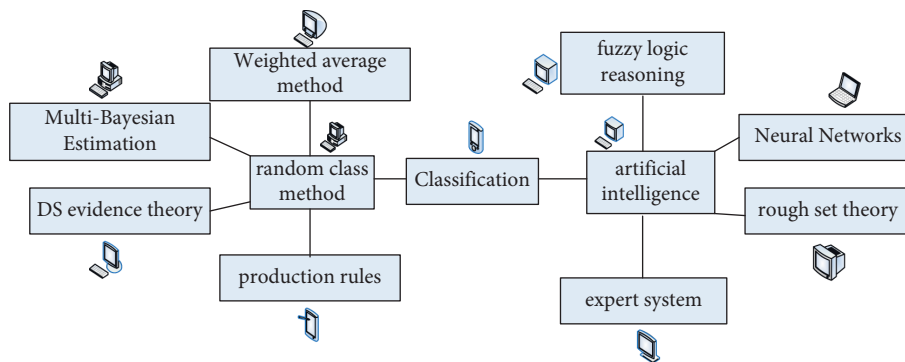 Weighted average
method
fuzzy logic
reasoning
Multi-Bayesian
Estimation
Neural Networks
random class
method
Classification
artificial
intelligence
DS evidence theory
rough set theory
production rules
expert system